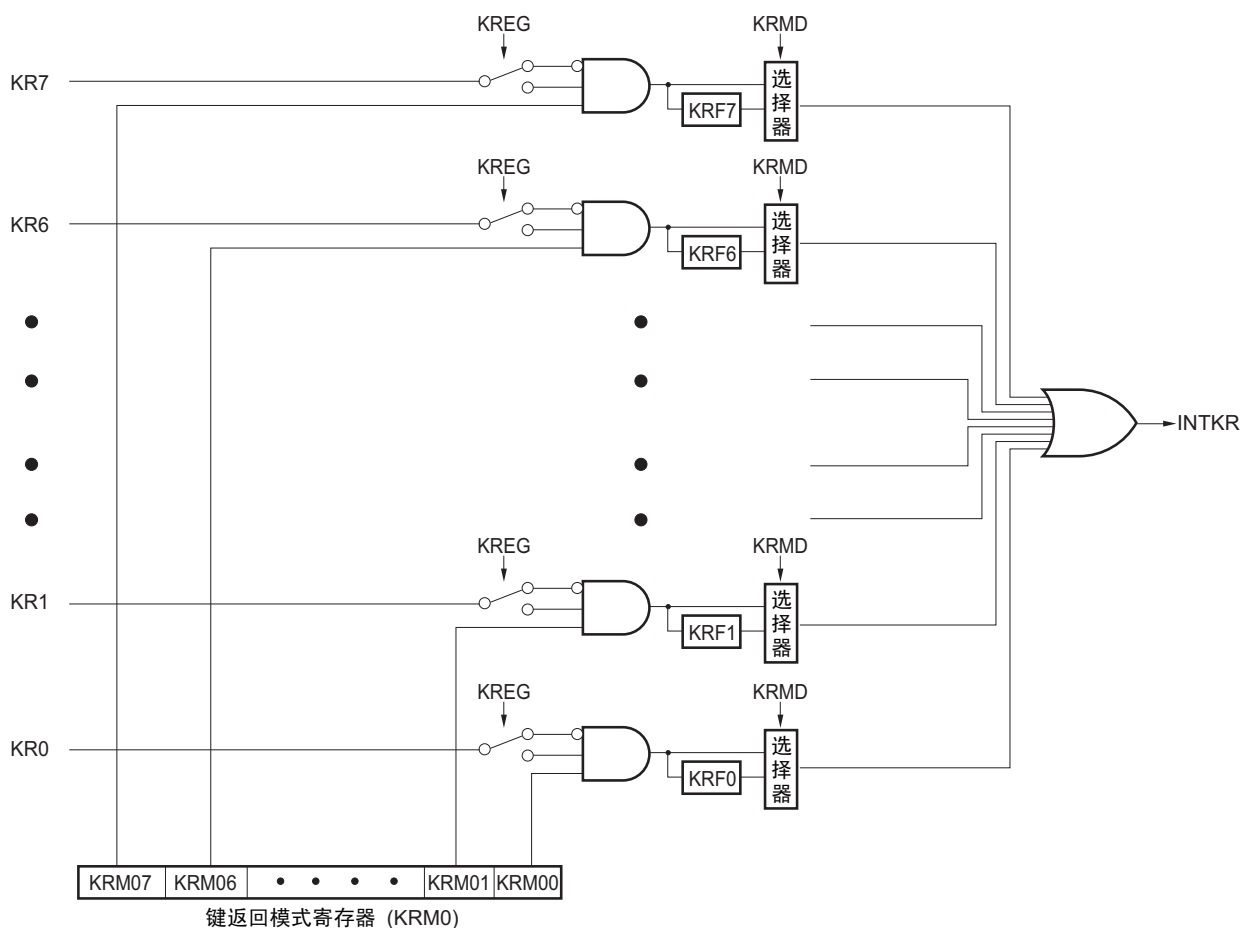 KREG
KRMD
KR7
KRF7
选择器
KREG
KRMD
KR6
KRF6
选择器
INTKR
KREG
KRMD
KR1
KRF1
选择器
KREG
KRMD
KR0
KRF0
选择器
KRM07 KRM06 • • • • KRM01 KRM00
键返回模式寄存器 (KRM0)